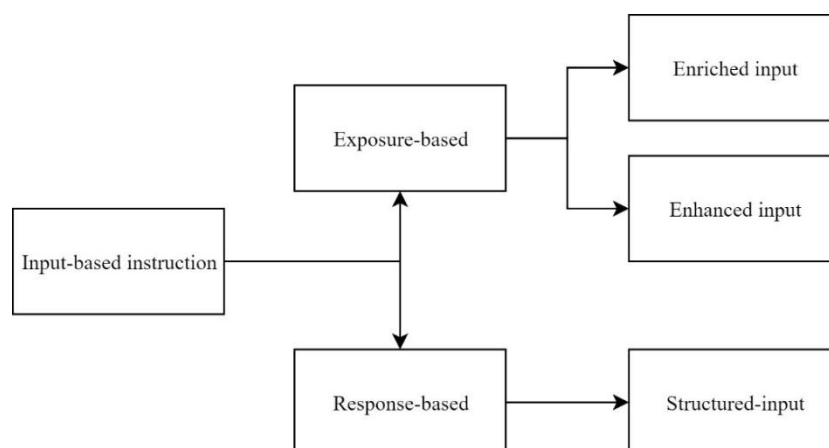 Enriched input
Exposure-based
Enhanced input
Input-based instruction
Response-based
Structured-input